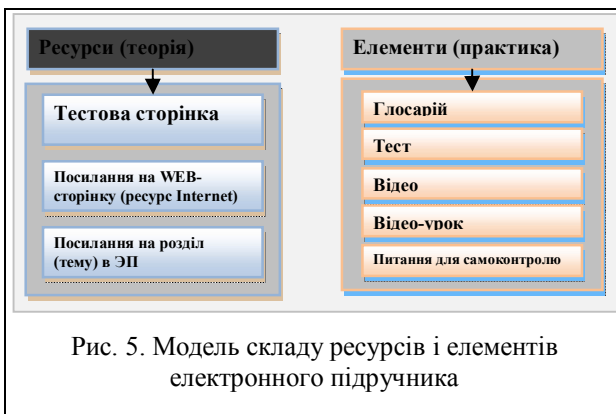 Ресурси (теорія)
Тестова сторінка
Посилання на WEB-
сторінку (ресурс Internet)
Посилання на розділ
(тему) в ЭП
Елементи (практика)
Глосарій
Тест
Відео
Відео-урок
Питання для самоконтролю
Рис. 5. Модель складу ресурсів і елементів
електронного підручника